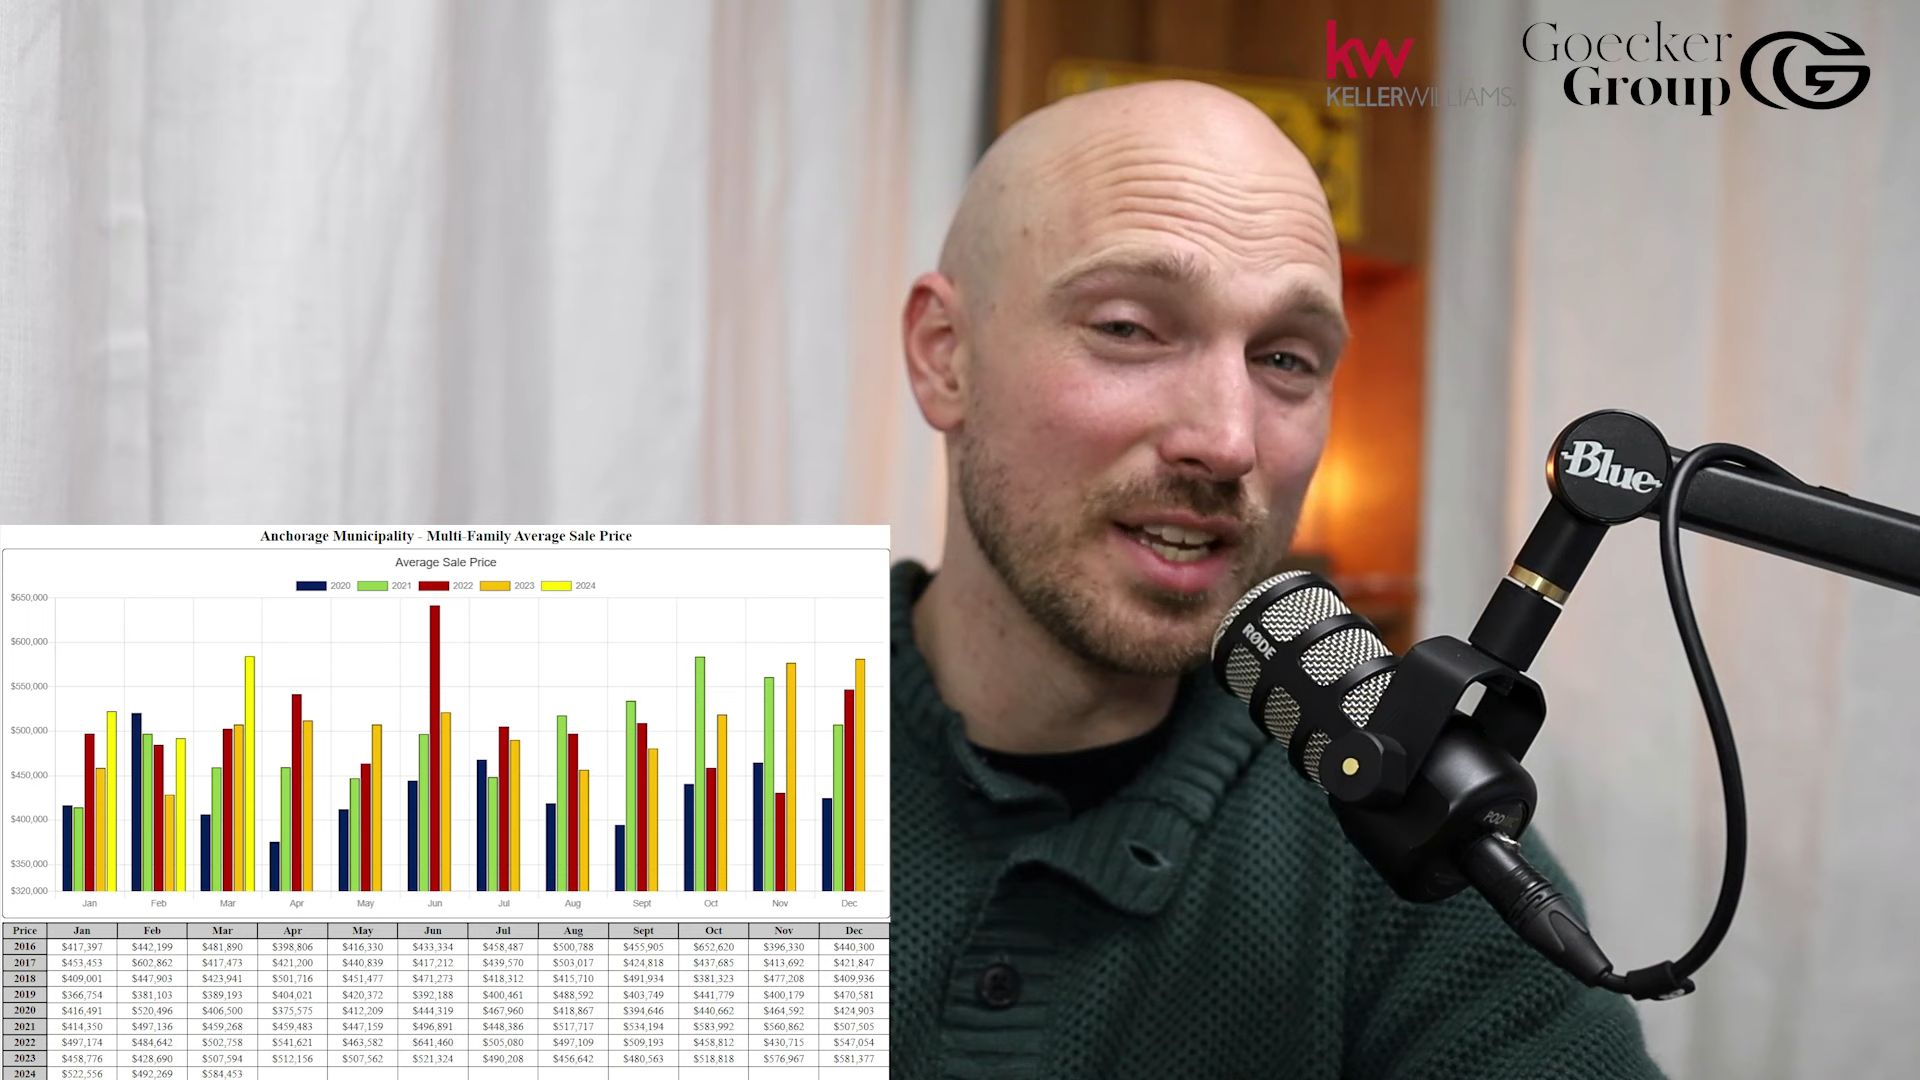 kw
KELLERWILLIAMS.
Goecker
Group
Blue
RØDE
POD
Anchorage Municipality - Multi-Family Average Sale Price
Average Sale Price
2020 2021 2022 2023 2024
$650,000
$600,000
$550,000
$500,000
$450,000
$400,000
$350,000
$320,000
Jan Feb Mar Apr May Jun Jul Aug Sept Oct Nov Dec
Price Jan Feb Mar Apr May Jun Jul Aug Sept Oct Nov Dec
2016 $417,397 $442,199 $481,890 $398,806 $416,330 $433,334 $458,487 $500,788 $455,905 $652,620 $396,330 $440,300
2017 $453,453 $602,862 $417,473 $421,200 $440,839 $417,212 $439,570 $503,017 $424,818 $437,685 $413,692 $421,847
2018 $409,001 $447,903 $423,941 $501,716 $451,477 $471,273 $418,312 $415,710 $491,934 $381,323 $477,208 $409,936
2019 $366,754 $381,103 $389,193 $404,021 $420,372 $392,188 $400,461 $488,592 $403,749 $441,779 $400,179 $470,581
2020 $416,491 $520,496 $406,500 $375,575 $412,209 $444,319 $467,960 $418,867 $394,646 $440,662 $464,592 $424,903
2021 $414,350 $497,136 $459,268 $459,483 $447,159 $496,891 $448,386 $517,717 $534,194 $583,992 $560,862 $507,505
2022 $497,174 $484,642 $502,758 $541,621 $463,582 $641,460 $505,080 $497,109 $509,193 $458,812 $430,715 $547,054
2023 $458,776 $428,690 $507,594 $512,156 $507,562 $521,324 $490,208 $456,642 $480,563 $518,818 $576,967 $581,377
2024 $522,556 $492,269 $584,453